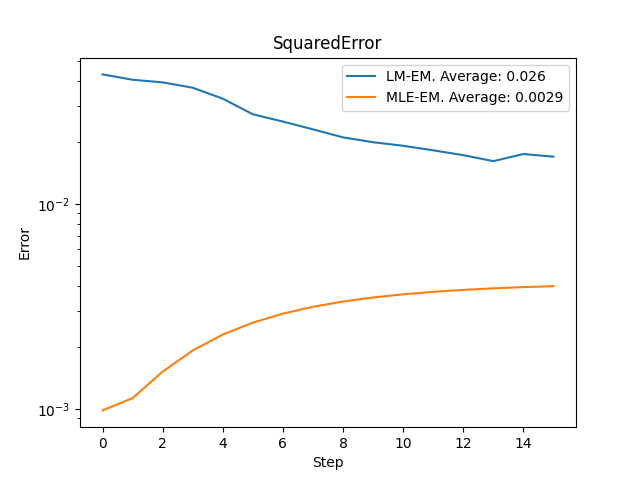 SquaredError
LM-EM. Average: 0.026
MLE-EM. Average: 0.0029
10⁻²
10⁻³
Error
0 2 4 6 8 10 12 14
Step